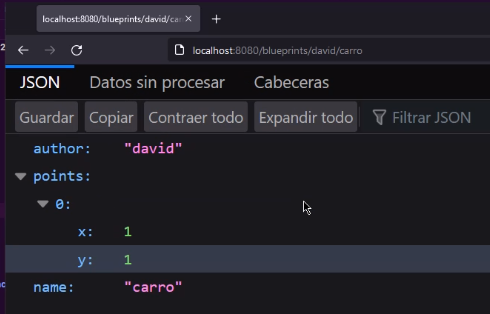 localhost:8080/blueprints/david/car
localhost:8080/blueprints/david/carro
JSON Datos sin procesar Cabeceras
Guardar Copiar Contraer todo Expandir todo Filtrar JSON
author: "david"
points:
0:
x: 1
y: 1
name: "carro"